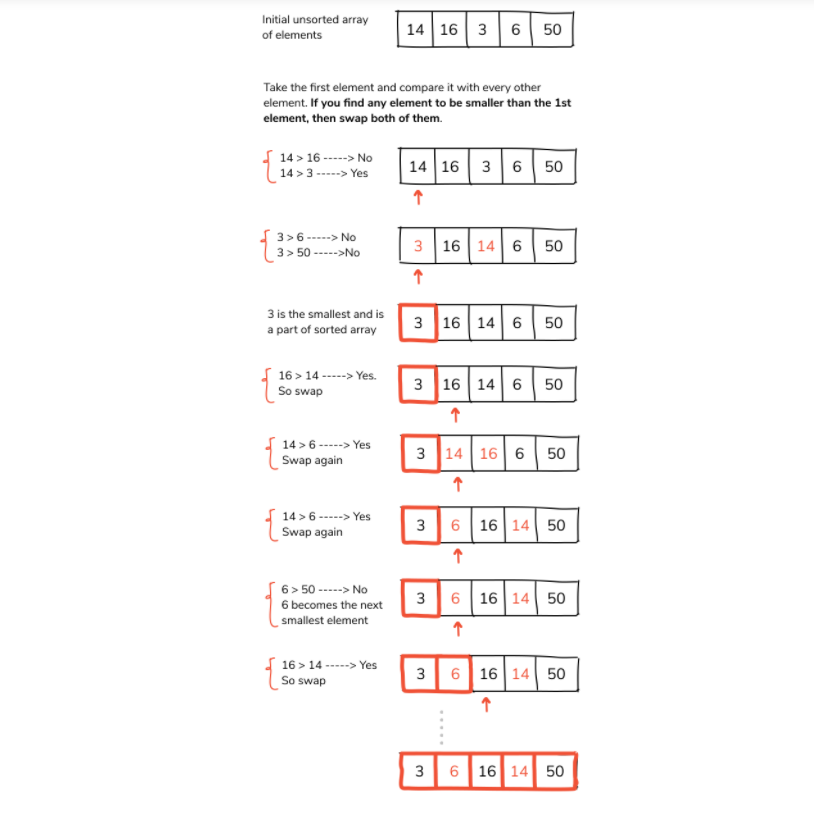 Initial unsorted array
of elements
14 16 3 6 50
Take the first element and compare it with every other
element. If you find any element to be smaller than the 1st
element, then swap both of them.
14 > 16 -----> No
14 > 3 -----> Yes
14 16 3 6 50
3 > 6 -----> No
3 > 50 ----->No
3 16 14 6 50
3 is the smallest and is
a part of sorted array
3 16 14 6 50
16 > 14 -----> Yes.
So swap
3 16 14 6 50
14 > 6 -----> Yes
Swap again
3 14 16 6 50
14 > 6 -----> Yes
Swap again
3 6 16 14 50
6 > 50 -----> No
6 becomes the next
smallest element
3 6 16 14 50
16 > 14 -----> Yes
So swap
3 6 16 14 50
3 6 16 14 50